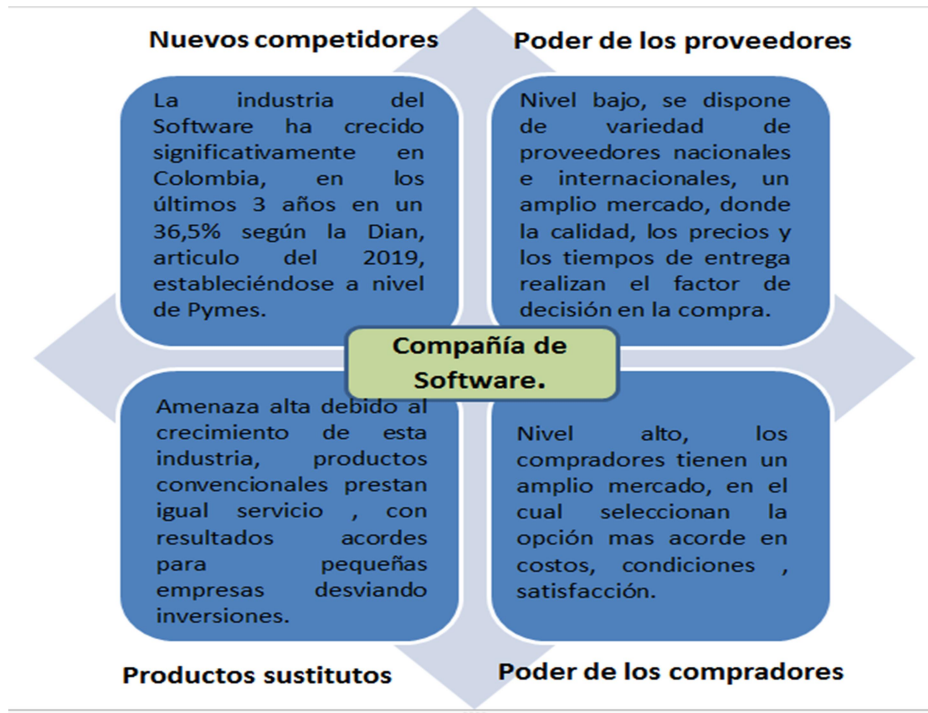 Nuevos competidores
La industria del
Software ha crecido
significativamente en
Colombia, en los
últimos 3 años en un
36,5% según la Dian,
articulo del 2019,
estableciéndose a nivel
de Pymes.
Poder de los proveedores
Nivel bajo, se dispone
de variedad de
proveedores nacionales
e internacionales, un
amplio mercado, donde
la calidad, los precios y
los tiempos de entrega
realizan el factor de
decisión en la compra.
Compañía de
Software.
Amenaza alta debido al
crecimiento de esta
industria, productos
convencionales prestan
igual servicio , con
resultados acordes
para pequeñas
empresas desviando
inversiones.
Productos sustitutos
Nivel alto, los
compradores tienen un
amplio mercado, en el
cual seleccionan la
opción mas acorde en
costos, condiciones ,
satisfacción.
Poder de los compradores